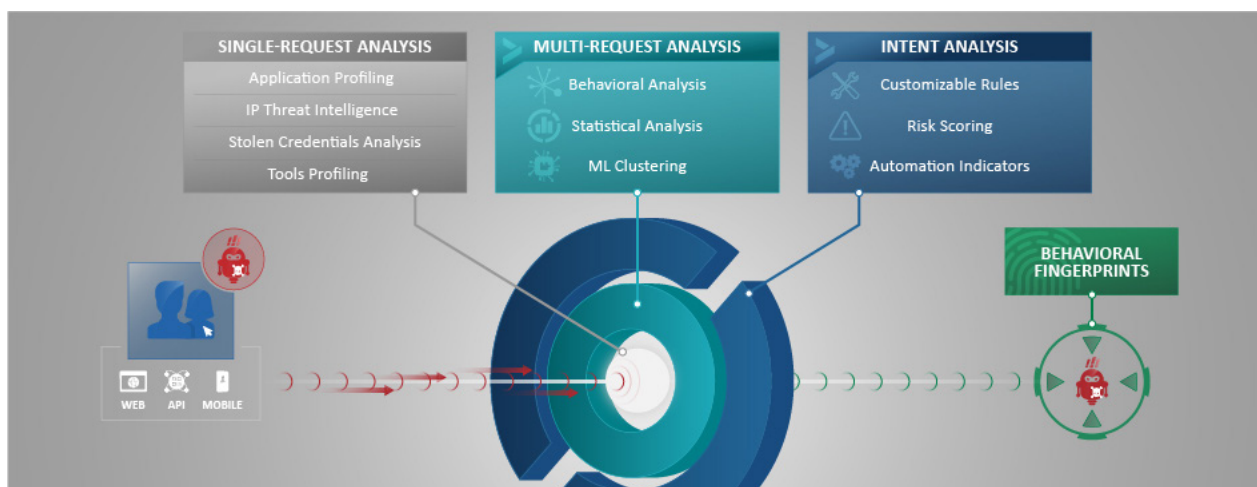 SINGLE-REQUEST ANALYSIS
Application Profiling
IP Threat Intelligence
Stolen Credentials Analysis
Tools Profiling
MULTI-REQUEST ANALYSIS
Behavioral Analysis
Statistical Analysis
ML Clustering
INTENT ANALYSIS
Customizable Rules
Risk Scoring
Automation Indicators
BEHAVIORAL
FINGERPRINTS
WEB
API
MOBILE